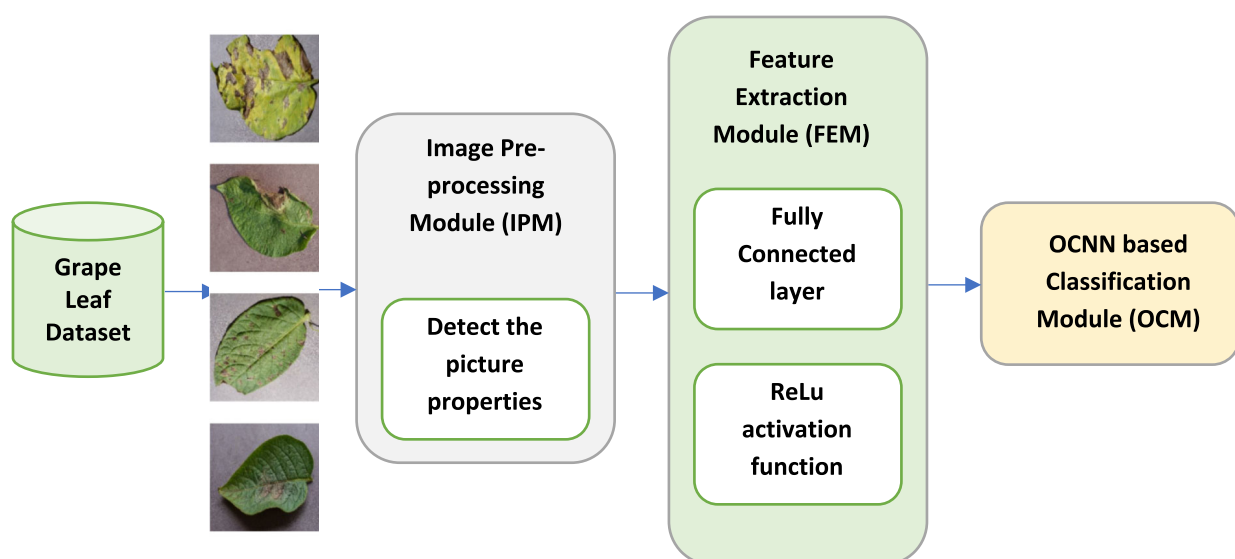 Grape
Leaf
Dataset
Image Pre-
processing
Module (IPM)
Detect the
picture
properties
Feature
Extraction
Module (FEM)
Fully
Connected
layer
ReLu
activation
function
OCNN based
Classification
Module (OCM)